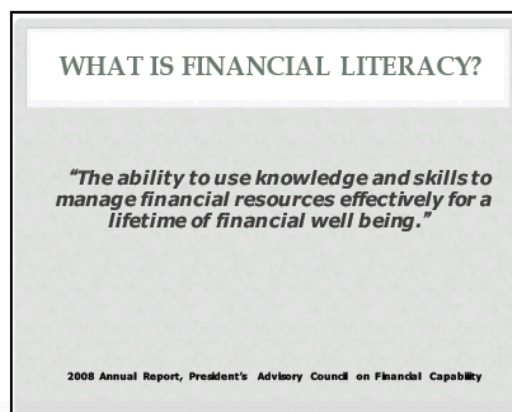 WHAT IS FINANCIAL LITERACY?
“The ability to use knowledge and skills to
manage financial resources effectively for a
lifetime of financial well being.”
2008 Annual Report, President’s Advisory Council on Financial Capability